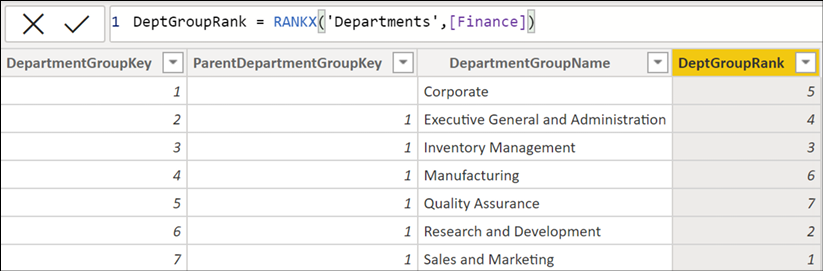 1 DeptGroupRank = RANKX('Departments',[Finance])
DepartmentGroupKey ParentDepartmentGroupKey DepartmentGroupName DeptGroupRank
1 Corporate 5
2 1 Executive General and Administration 4
3 1 Inventory Management 3
4 1 Manufacturing 6
5 1 Quality Assurance 7
6 1 Research and Development 2
7 1 Sales and Marketing 1